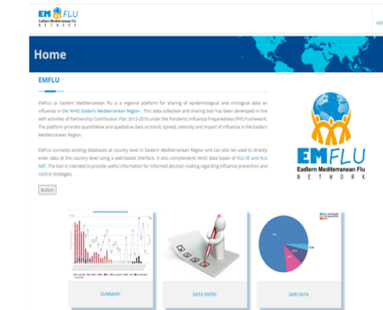 EMFLU
Eastern Mediterranean Flu
NETWORK
HO
Home
EMFLU
EMFLU or Eastern Mediterranean Flu is a regional platform for sharing of epidemiological and virological data on
influenza in the WHO Eastern Mediterranean Region . This data collection and sharing tool has been developed in line
with activities of Partnership Contribution Plan 2013-2016 under the Pandemic Influenza Preparedness (PIP) Framework.
The platform provides quantitative and qualitative data on trend, spread, intensity and impact of influenza in the Eastern
Mediterranean Region.
EMFLU connects existing databases at country level in Eastern Mediterranean Region and can also be used to directly
enter data at the country level using a web-based interface. It also complements WHO data bases of FLU ID and FLU
NET. The tool is intended to provide useful information for informed decision making regarding influenza prevention and
control strategies.
Button
EMFLU
Eastern Mediterranean Flu
NETWORK
SUMMARY
DATA ENTRY
SARI DATA